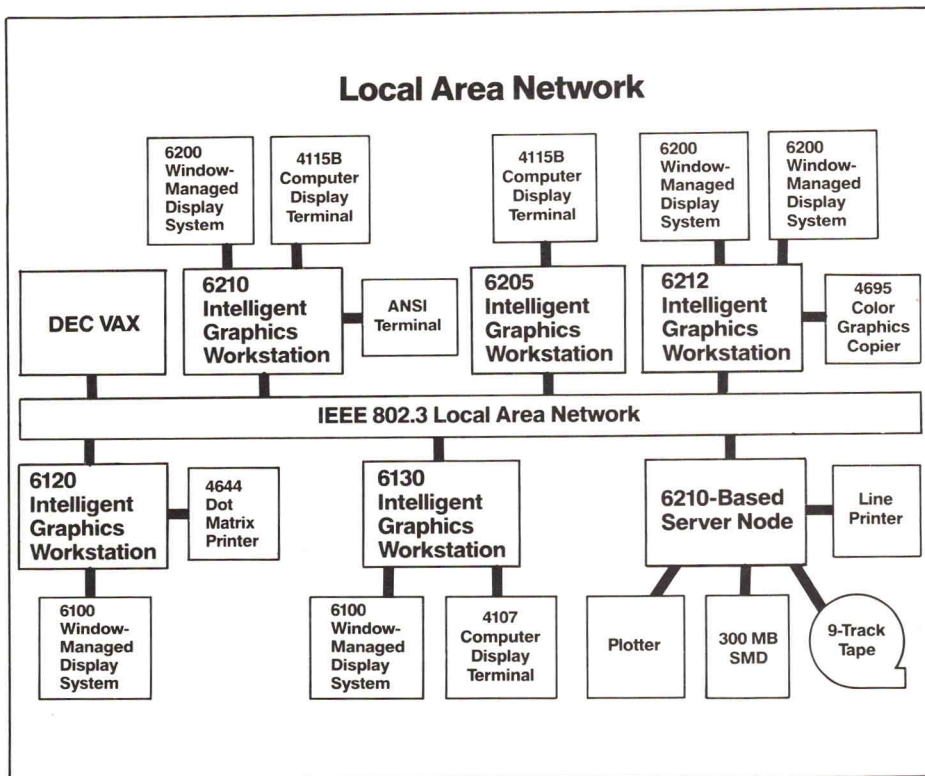 Local Area Network
6200
Window-
Managed
Display
System
4115B
Computer
Display
Terminal
4115B
Computer
Display
Terminal
6200
Window-
Managed
Display
System
6200
Window-
Managed
Display
System
DEC VAX
6210
Intelligent
Graphics
Workstation
ANSI
Terminal
6205
Intelligent
Graphics
Workstation
6212
Intelligent
Graphics
Workstation
4695
Color
Graphics
Copier
IEEE 802.3 Local Area Network
6120
Intelligent
Graphics
Workstation
4644
Dot
Matrix
Printer
6130
Intelligent
Graphics
Workstation
6210-Based
Server Node
Line
Printer
6100
Window-
Managed
Display
System
6100
Window-
Managed
Display
System
4107
Computer
Display
Terminal
Plotter
300 MB
SMD
9-Track
Tape